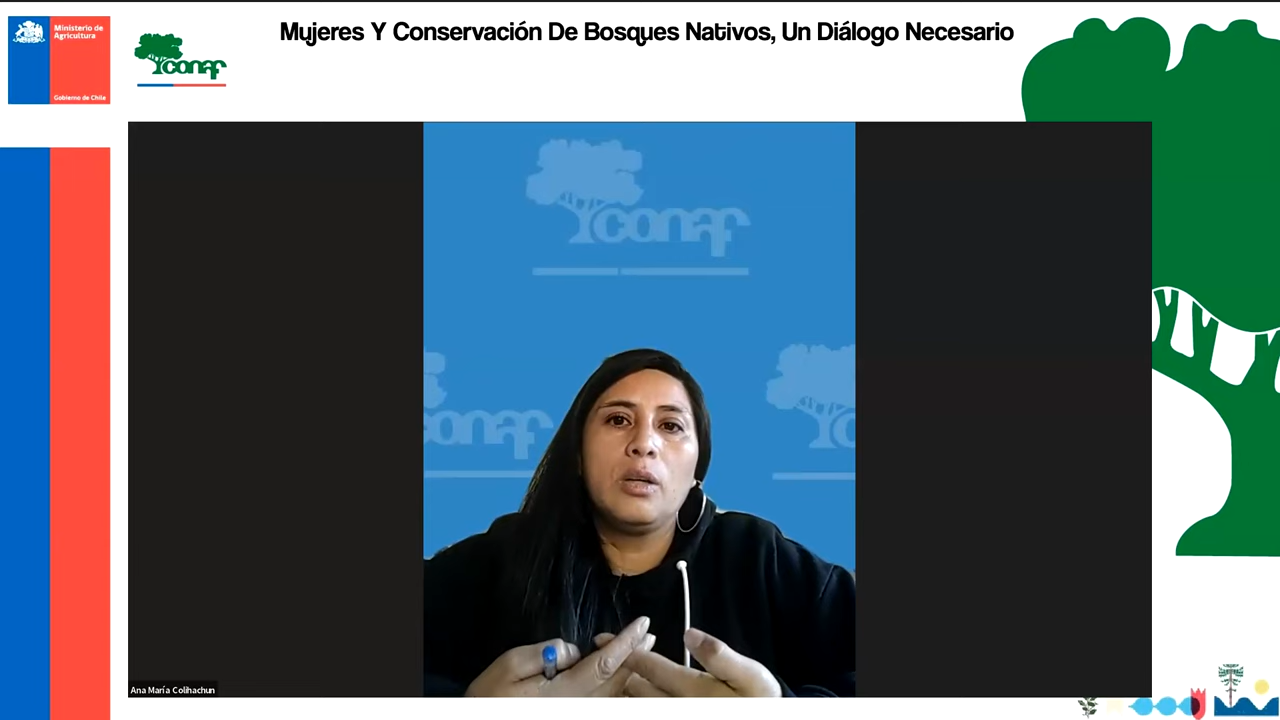 Mujeres Y Conservación De Bosques Nativos, Un Diálogo Necesario
Ministerio de
Agricultura
Gobierno de Chile
conaf
conaf
conaf
Ana María Colihachun